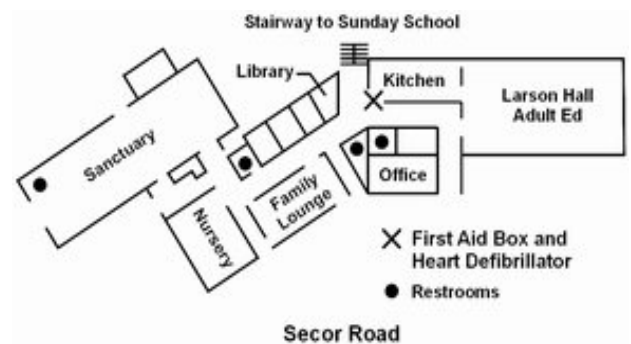 Stairway to Sunday School
Library
Kitchen
Larson Hall
Adult Ed
Sanctuary
Office
Family
Lounge
Nursery
First Aid Box and
Heart Defibrillator
Restrooms
Secor Road